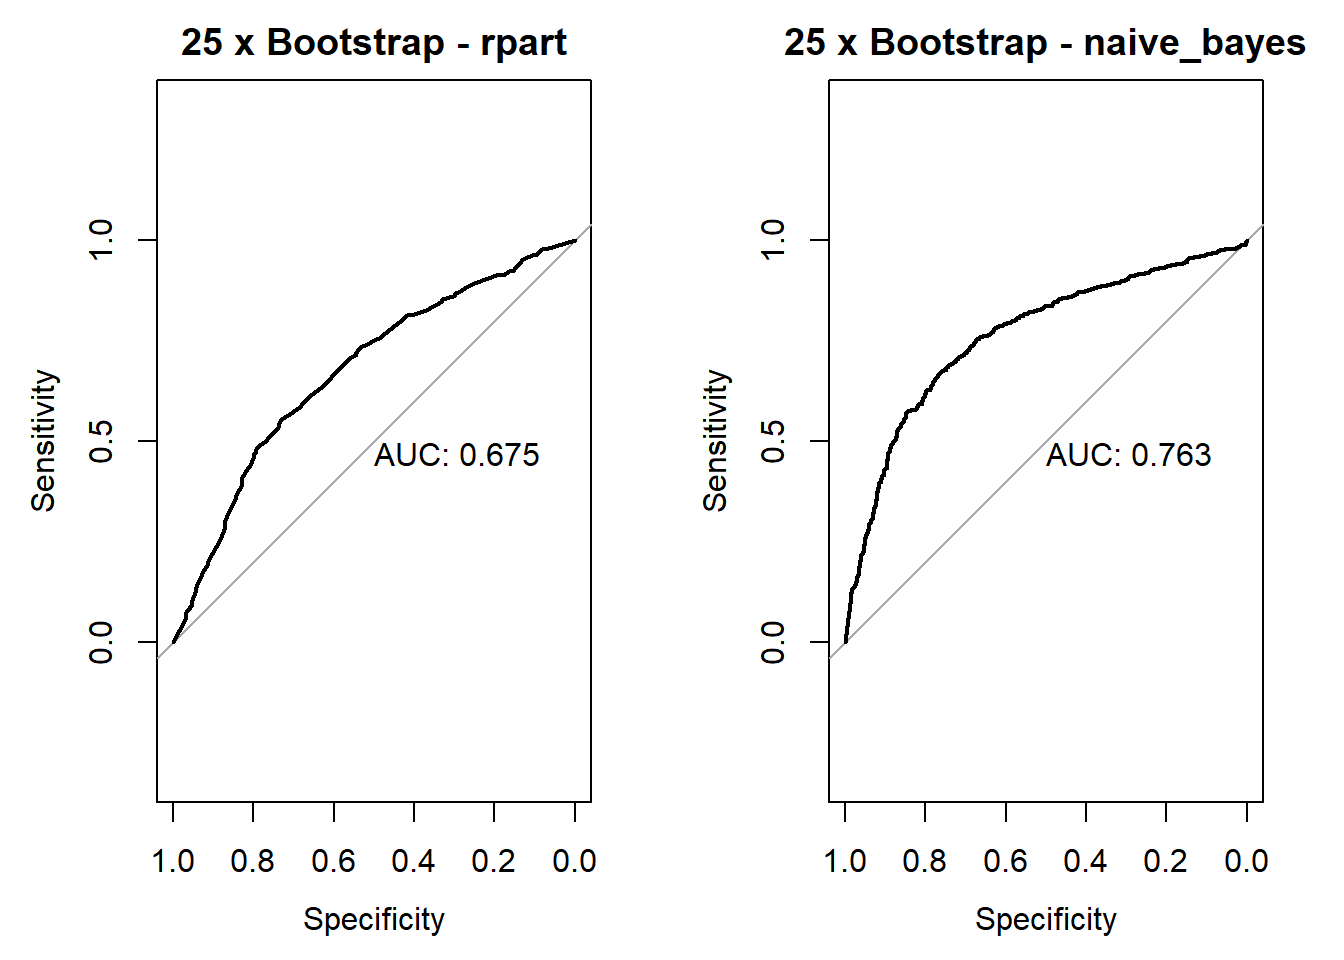 25 x Bootstrap - rpart
Sensitivity
1.0
0.5
0.0
AUC: 0.675
1.0 0.8 0.6 0.4 0.2 0.0
Specificity
25 x Bootstrap - naive_bayes
Sensitivity
1.0
0.5
0.0
AUC: 0.763
1.0 0.8 0.6 0.4 0.2 0.0
Specificity